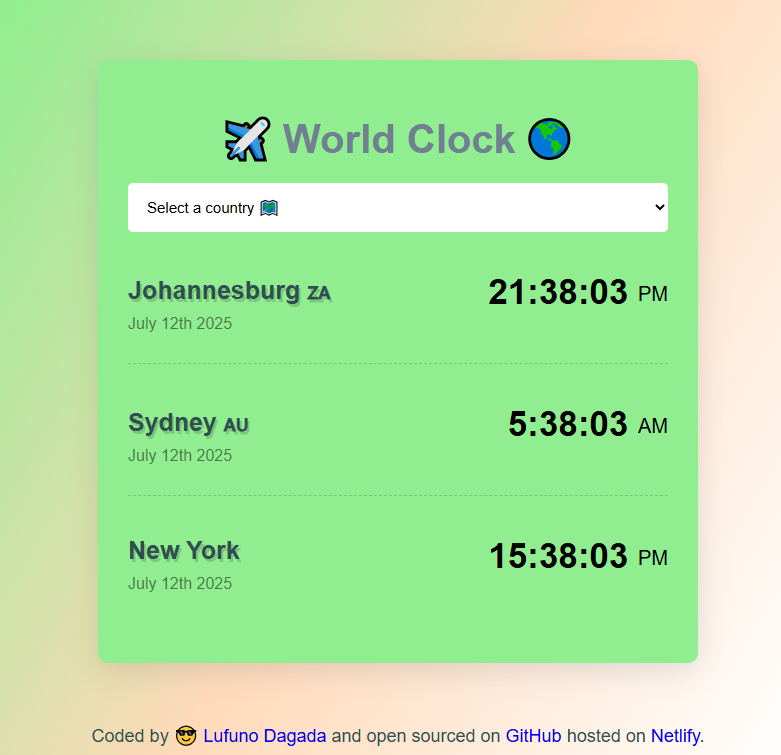 ✈️ World Clock 🌎
Select a country 🗺️
Johannesburg ZA 21:38:03 PM
July 12th 2025
Sydney AU 5:38:03 AM
July 12th 2025
New York 15:38:03 PM
July 12th 2025
Coded by 😎 Lufuno Dagada and open sourced on GitHub hosted on Netlify.